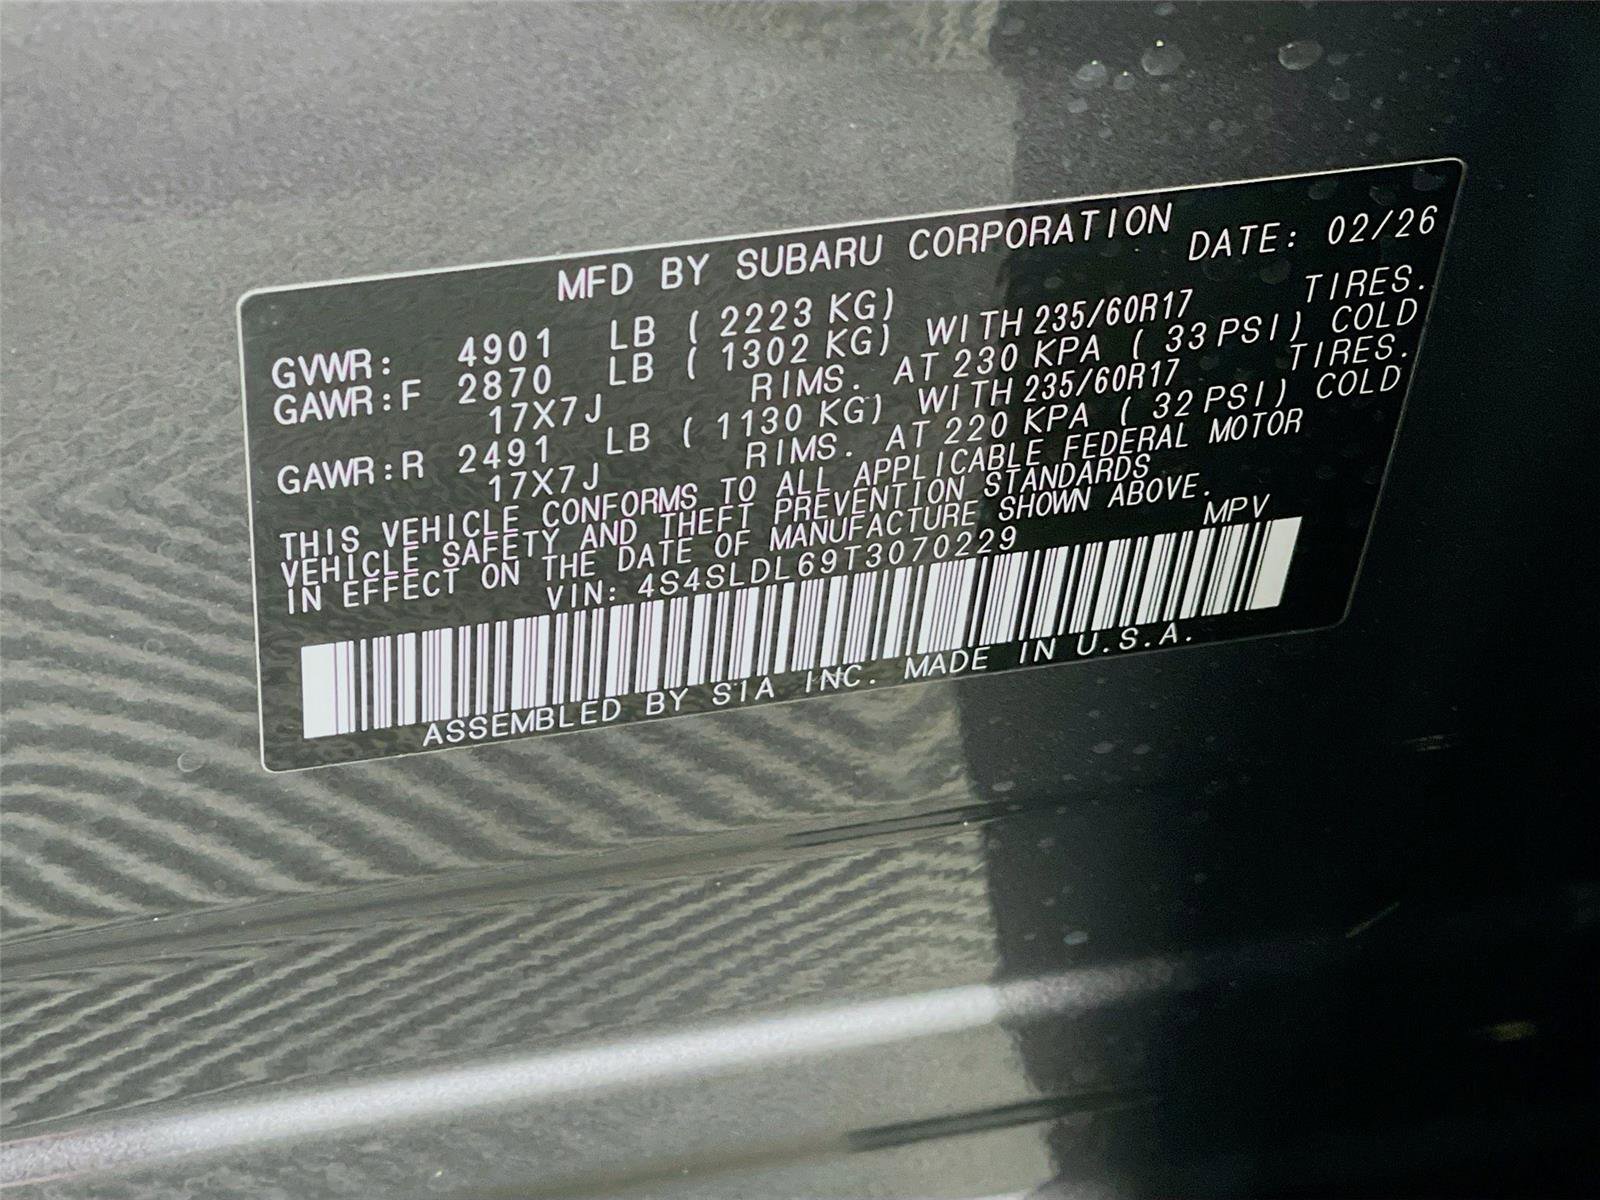 MFD BY SUBARU CORPORATION DATE: 02/26
GVWR: 4901 LB ( 2223 KG)
GAWR:F 2870 LB ( 1302 KG) WITH 235/60R17 TIRES.
17X7J RIMS. AT 230 KPA ( 33 PSI) COLD
GAWR:R 2491 LB ( 1130 KG) WITH 235/60R17 TIRES.
17X7J RIMS. AT 220 KPA ( 32 PSI) COLD
THIS VEHICLE CONFORMS TO ALL APPLICABLE FEDERAL MOTOR
VEHICLE SAFETY AND THEFT PREVENTION STANDARDS
IN EFFECT ON THE DATE OF MANUFACTURE SHOWN ABOVE.
VIN: 4S4SLDL69T3070229 MPV
ASSEMBLED BY SIA INC. MADE IN U.S.A.